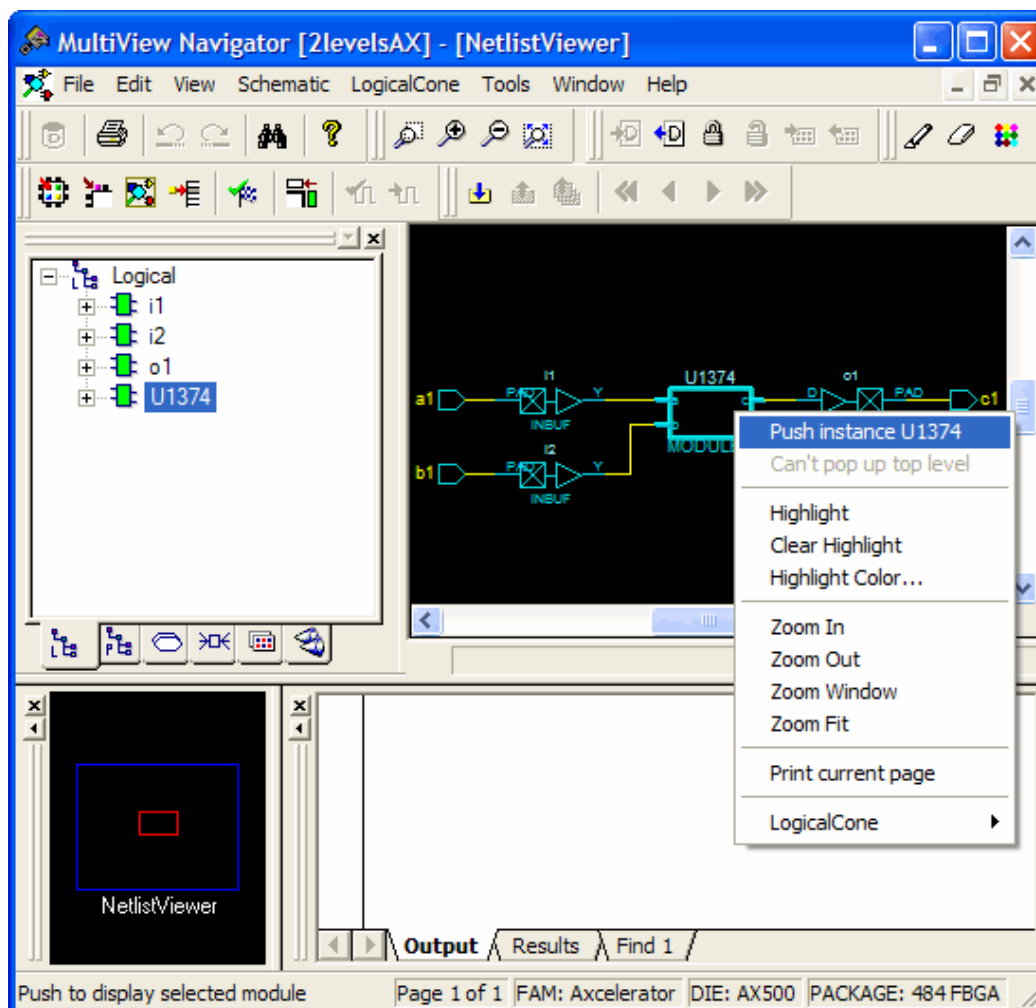 MultiView Navigator [2levelsAX] - [NetlistViewer]
File Edit View Schematic LogicalCone Tools Window Help
Logical
i1
i2
o1
U1374
i1 U1374 o1
a1 PAD Y a c D PAD c1
INBUF b MODULE
i2
b1 PAD Y
INBUF
Push instance U1374
Can't pop up top level
Highlight
Clear Highlight
Highlight Color...
Zoom In
Zoom Out
Zoom Window
Zoom Fit
Print current page
LogicalCone
NetlistViewer
Output Results Find 1
Push to display selected module Page 1 of 1 FAM: Axcelerator DIE: AX500 PACKAGE: 484 FBGA